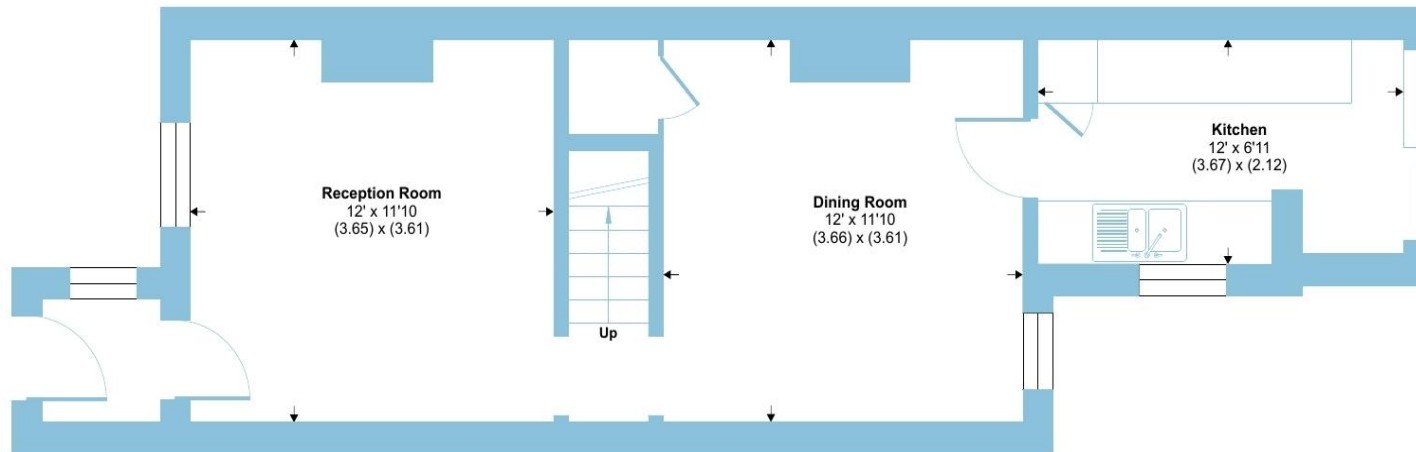 Reception Room
12' x 11'10
(3.65) x (3.61)
Up
Dining Room
12' x 11'10
(3.66) x (3.61)
Kitchen
12' x 6'11
(3.67) x (2.12)